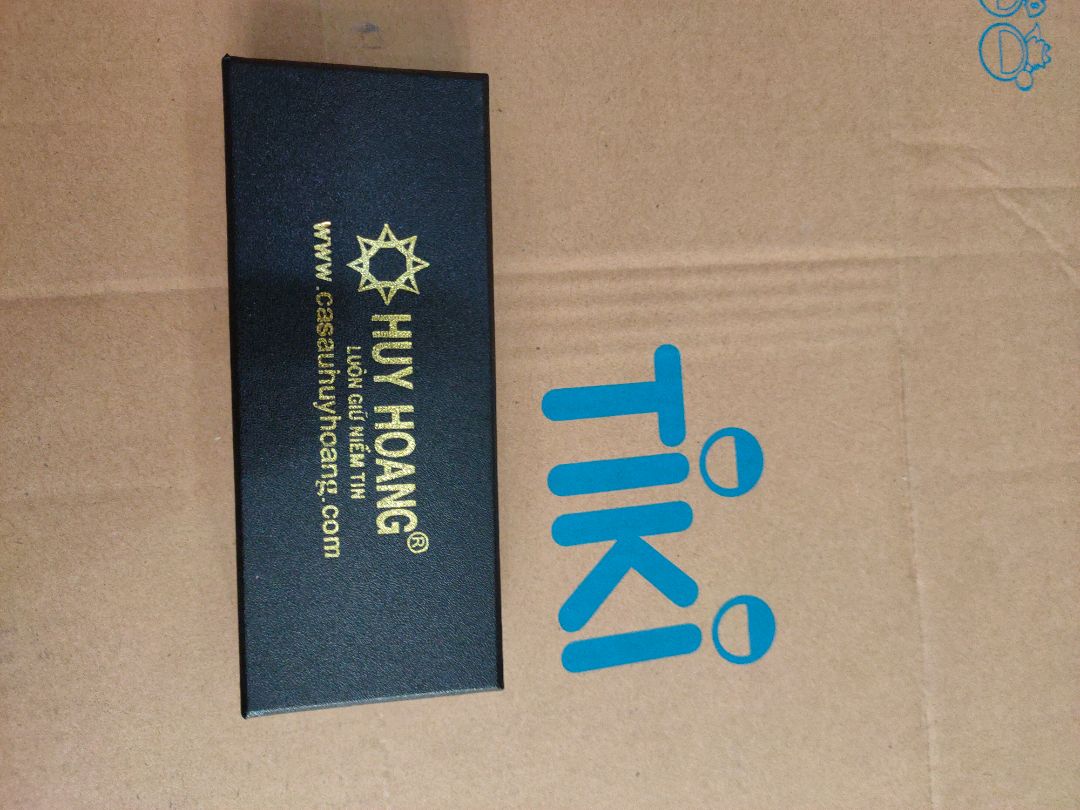 HUY HOANG®
LUÔN GIỮ NIỀM TIN
www.casauhuyhoang.com
TiKi